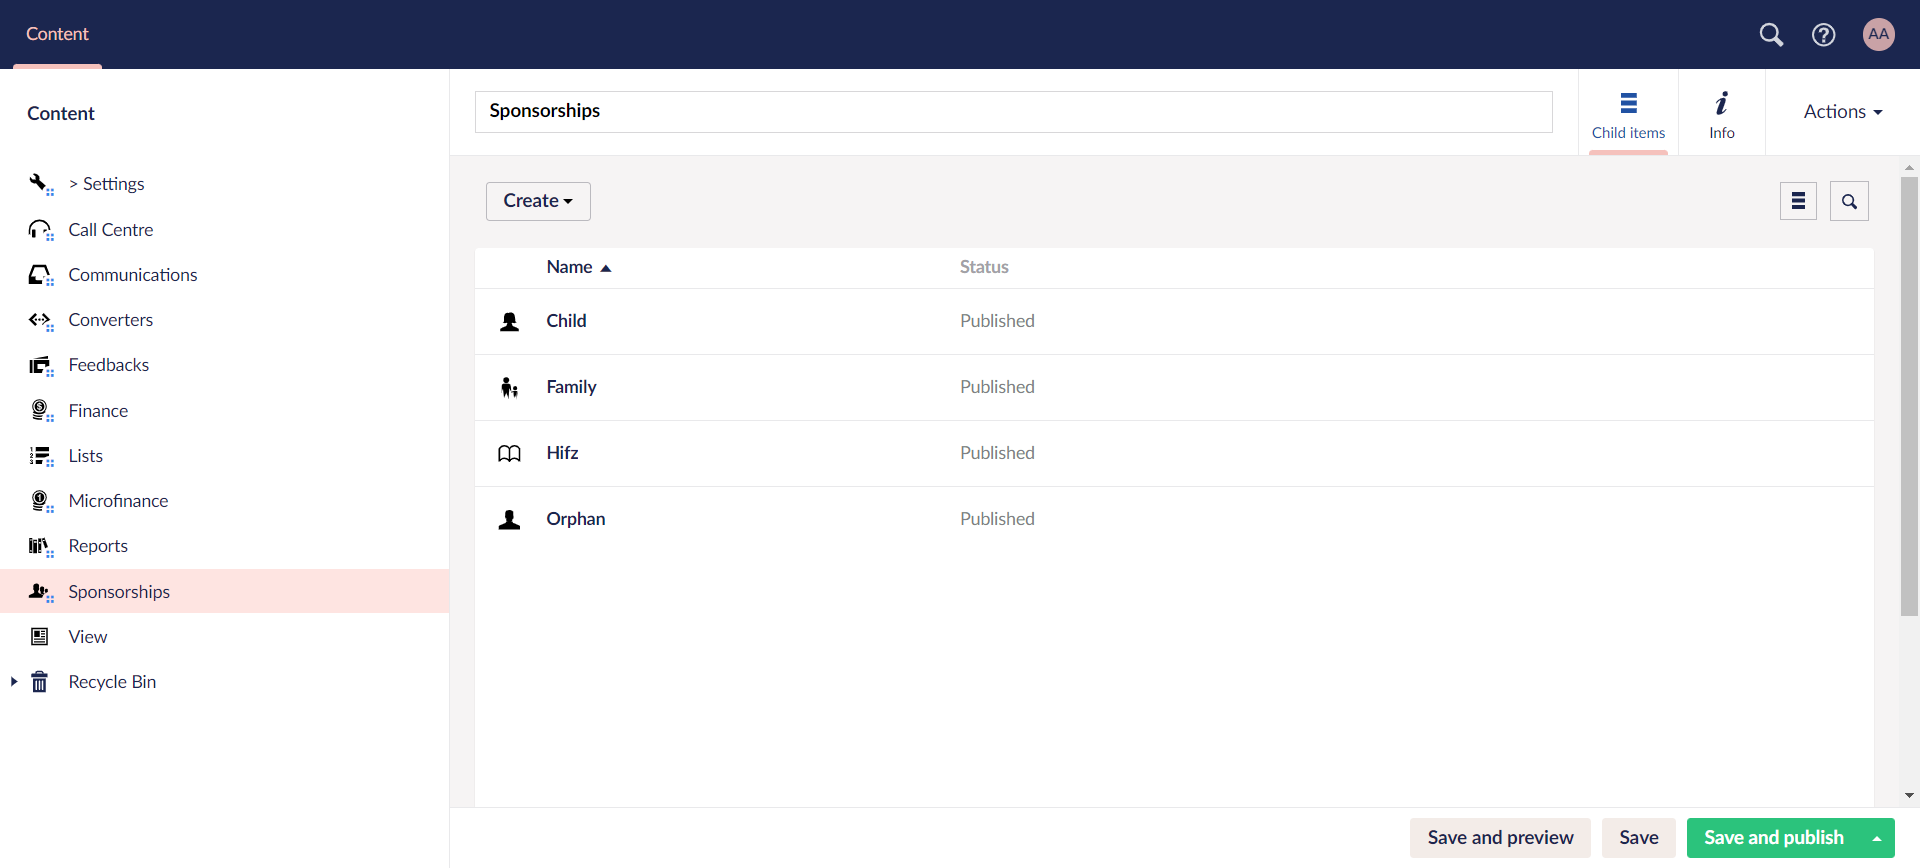 Content
AA
Content
> Settings
Call Centre
Communications
Converters
Feedbacks
Finance
Lists
Microfinance
Reports
Sponsorships
View
Recycle Bin
Sponsorships
Child items
Info
Actions
Create
Name
Status
Child
Published
Family
Published
Hifz
Published
Orphan
Published
Save and preview
Save
Save and publish